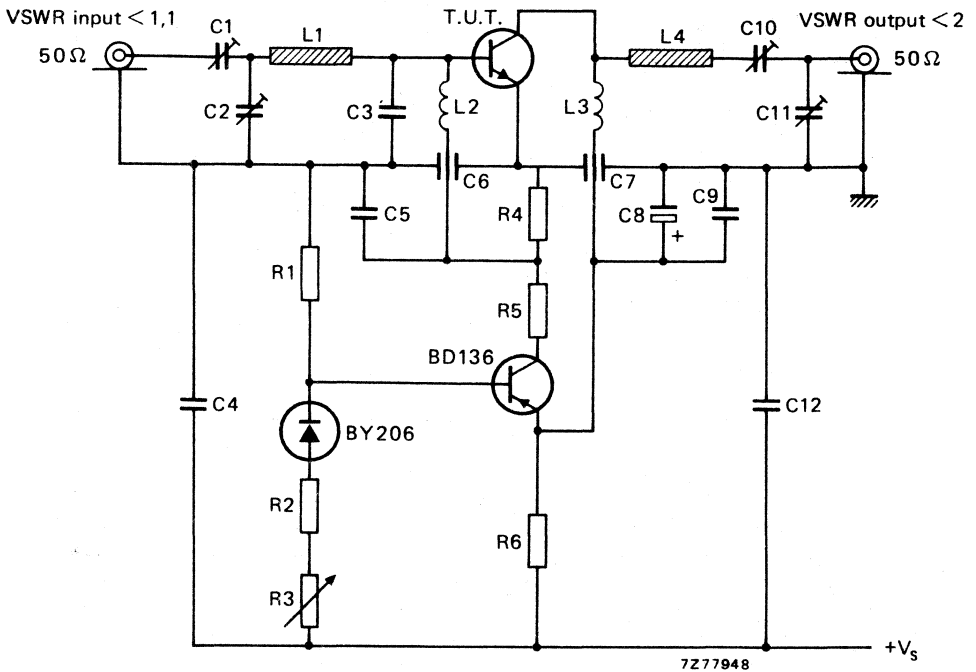 VSWR input < 1,1
T.U.T.
VSWR output < 2
C1
L1
L4
C10
50Ω
50Ω
C2
C3
L2
L3
C11
C6
C7
C5
R4
C8
+
C9
R1
R5
BD136
C4
BY206
C12
R2
R6
R3
+Vs
7Z77948